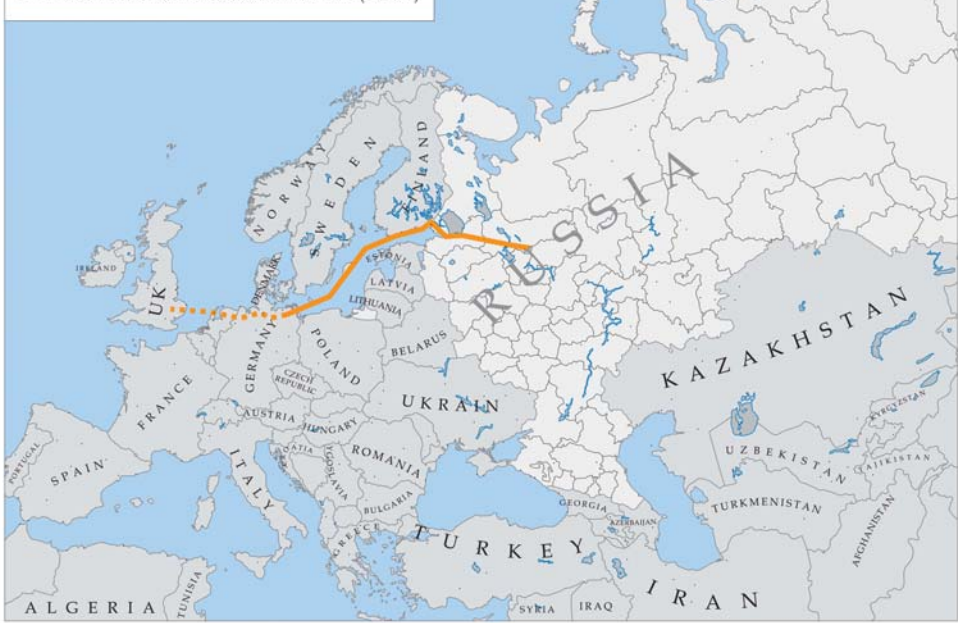 RUSSIA
FINLAND
NORWAY
SWEDEN
ESTONIA
LATVIA
LITHUANIA
DENMARK
IRELAND
UK
BELARUS
POLAND
GERMANY
CZECH
REPUBLIC
KAZAKHSTAN
FRANCE
UKRAIN
AUSTRIA
HUNGARY
KYRGYZSTAN
ROMANIA
YUGOSLAVIA
UZBEKISTAN
TAJIKISTAN
PORTUGAL
SPAIN
ITALY
BULGARIA
GEORGIA
AZERBAIJAN
TURKMENISTAN
AFGHANISTAN
GREECE
TURKEY
IRAN
ALGERIA
TUNISIA
SYRIA
IRAQ